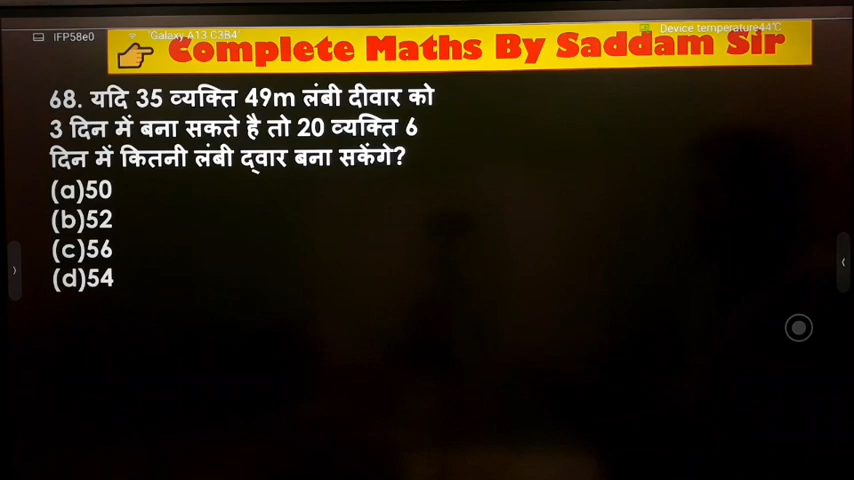 IFP58e0
'Galaxy A13 C3B4'
Device temperature44℃
Complete Maths By Saddam Sir
68. यदि 35 व्यक्ति 49m लंबी दीवार को
3 दिन में बना सकते है तो 20 व्यक्ति 6
दिन में कितनी लंबी द्वार बना सकेंगे?
(a)50
(b)52
(c)56
(d)54